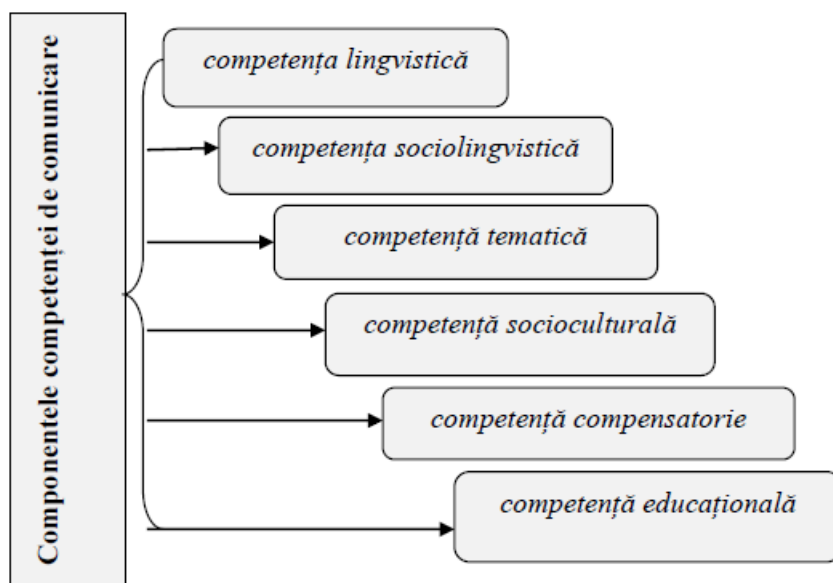 Componentele competenței de comunicare
competența lingvistică
competența sociolingvistică
competență tematică
competență socioculturală
competență compensatorie
competență educațională